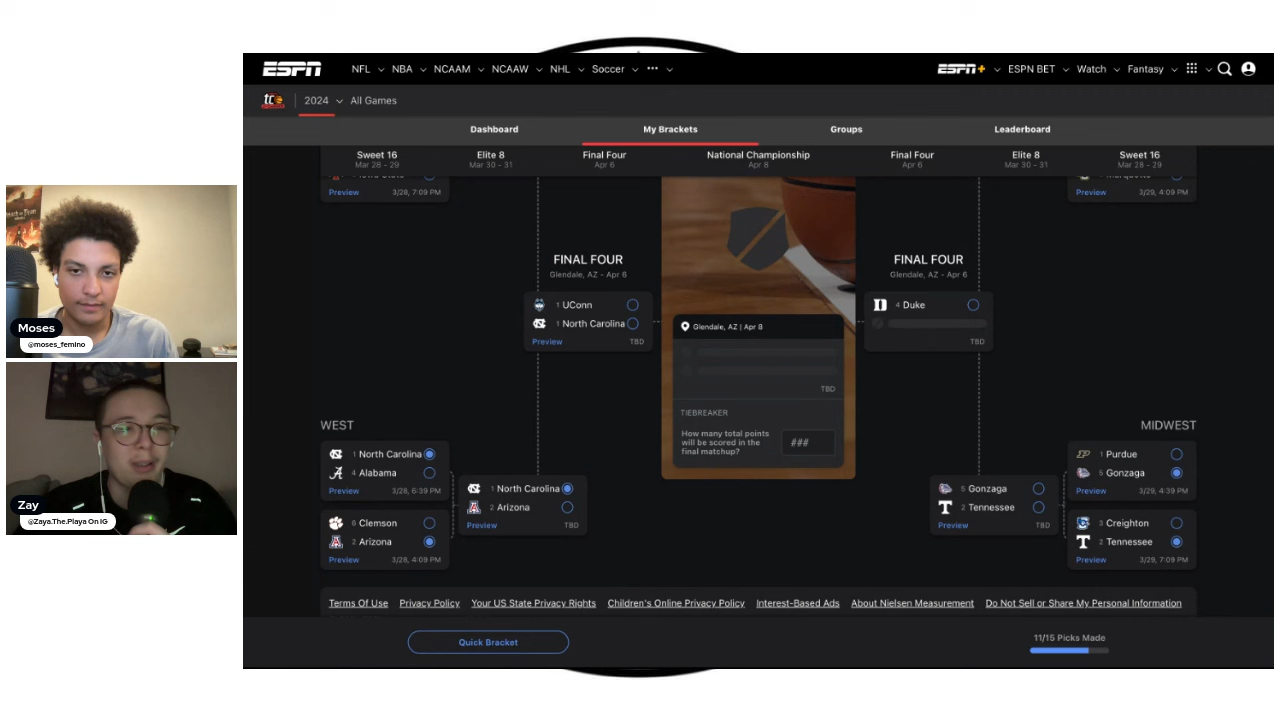 ESPN NFL NBA NCAAM NCAAW NHL Soccer ••• ESPN+ ESPN BET Watch Fantasy
tc 2024 All Games
Dashboard My Brackets Groups Leaderboard
Sweet 16 Elite 8 Final Four National Championship Final Four Elite 8 Sweet 16
Mar 28 - 29 Mar 30 - 31 Apr 6 Apr 8 Apr 6 Mar 30 - 31 Mar 28 - 29
Preview 3/28, 7:09 PM
Preview 3/29, 4:09 PM
FINAL FOUR
Glendale, AZ - Apr 6
1 UConn
1 North Carolina
Preview TBD
FINAL FOUR
Glendale, AZ - Apr 6
4 Duke
TBD
Glendale, AZ | Apr 8
TBD
TIEBREAKER
How many total points
will be scored in the
final matchup?
###
WEST
1 North Carolina
4 Alabama
Preview 3/28, 6:39 PM
6 Clemson
2 Arizona
Preview 3/28, 4:09 PM
1 North Carolina
2 Arizona
Preview TBD
MIDWEST
1 Purdue
5 Gonzaga
Preview 3/29, 4:39 PM
3 Creighton
2 Tennessee
Preview 3/29, 7:09 PM
5 Gonzaga
2 Tennessee
Preview TBD
Terms Of Use Privacy Policy Your US State Privacy Rights Children's Online Privacy Policy Interest-Based Ads About Nielsen Measurement Do Not Sell or Share My Personal Information
Quick Bracket
11/15 Picks Made
Moses
@moses_femino
Zay
@Zaya.The.Playa On IG